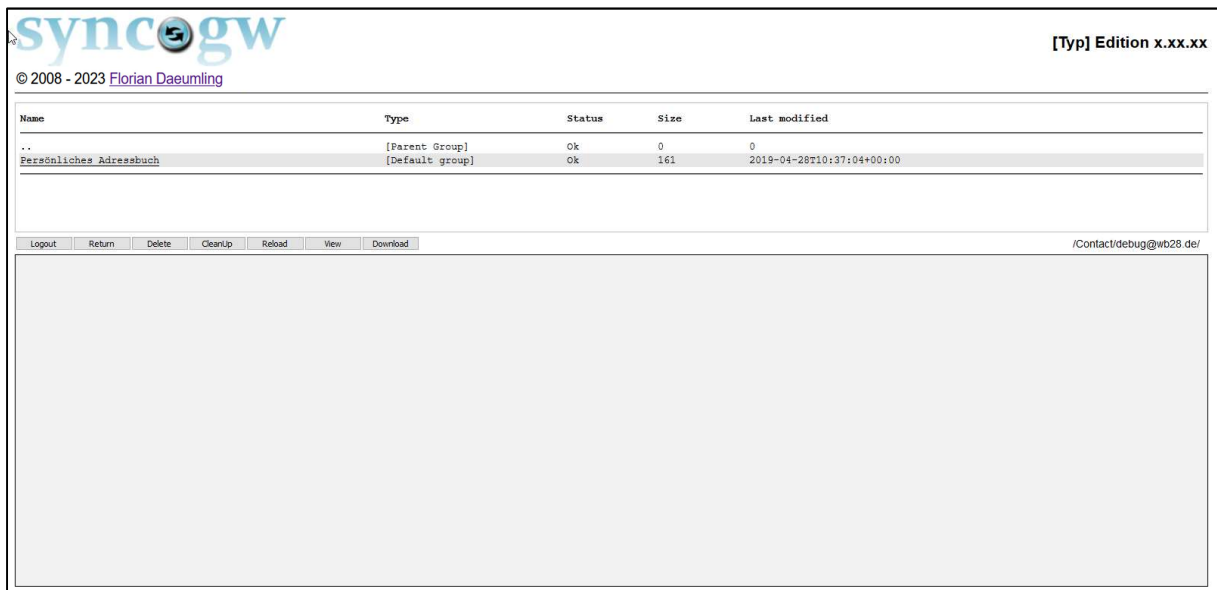 syncogw
[Typ] Edition x.xx.xx
© 2008 - 2023 Florian Daeumling
Name Type Status Size Last modified
.. [Parent Group] Ok 0 0
Persönliches Adressbuch [Default group] Ok 161 2019-04-28T10:37:04+00:00
Logout Return Delete CleanUp Reload View Download /Contact/debug@wb28.de/